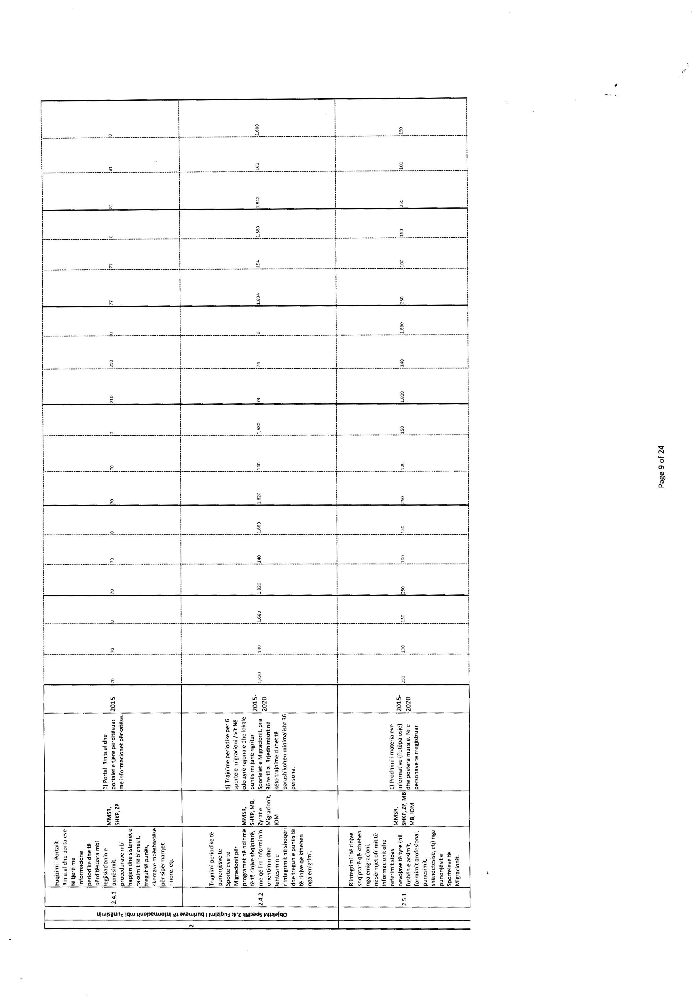 2
Objektivi Specifik 2.4: Fuqizimi i burimeve të Informacionit mbi Punësimin
2.4.1
Fuqizimi i Portalit
Rinia.al dhe portaleve
të tjerë me
Informacione
periodike dhe të
përditësuara mbi
legjislacionin e
punësimit,
procedurave mbi
hapjen dhe sistemet e
taksimit të biznesit,
tregut të punës,
skemave mbështetëse
për sipërmarrjet
rinore, etj.
MMSR,
SHKP, ZP
1) Portali Rinia.al dhe
portalet e tjerë përditësuar
me informacionet përkatëse.
2015
70
70
0
70
70
0
70
70
0
210
210
0
77
77
0
81
81
0
2.4.2
Trajnimi periodike të
punonjësve të
Sporteleve të
Migracionit për
programet në ndihmë
të të rinjve shqiptarë,
me qëllim informimin,
orientimin dhe
lehtësimin e
riintegrimit në shoqëri
dhe tregun e punës të
të rinjve që kthehen
nga emigrimi.
MMSR,
SHKP, MB,
Zyrat e
Migracionit,
IOM
1) Trajnime periodike per 6
sportele migracioni / vit Në
cdo zyrë rajonale dhe lokale
punësimi janë ngritur
Sportelet e Migracionit, pra
36 te tilla. Rrjedhimisht në
këto trajnime duhet të
parashikohen minimalisht 36
persona.
2015-
2020
1,820
140
1,680
1,820
140
1,680
1,820
140
1,680
74
74
0
1,834
154
1,680
1,842
162
1,680
2.5.1
Riintegrimi i të rinjve
shqiptarë që kthehen
nga emigracioni,
nëpërmjet ofrimit të
informacionit dhe
referimit sipas
nevojave të tyre (në
fushën e arsimit,
formimit profesional,
punësimit,
shëndetësisë, etj) nga
punonjësit e
Sporteleve të
Migracionit.
MMSR,
SHKP, ZP, MB
MB, IOM
1) Prodhimi i materialeve
informative (fletëpalosje)
dhe postera murale. Nr e
personave te rregjistruar
2015-
2020
250
100
150
250
100
150
250
100
150
1,828
148
1,680
250
100
150
250
100
150
Page 9 of 24